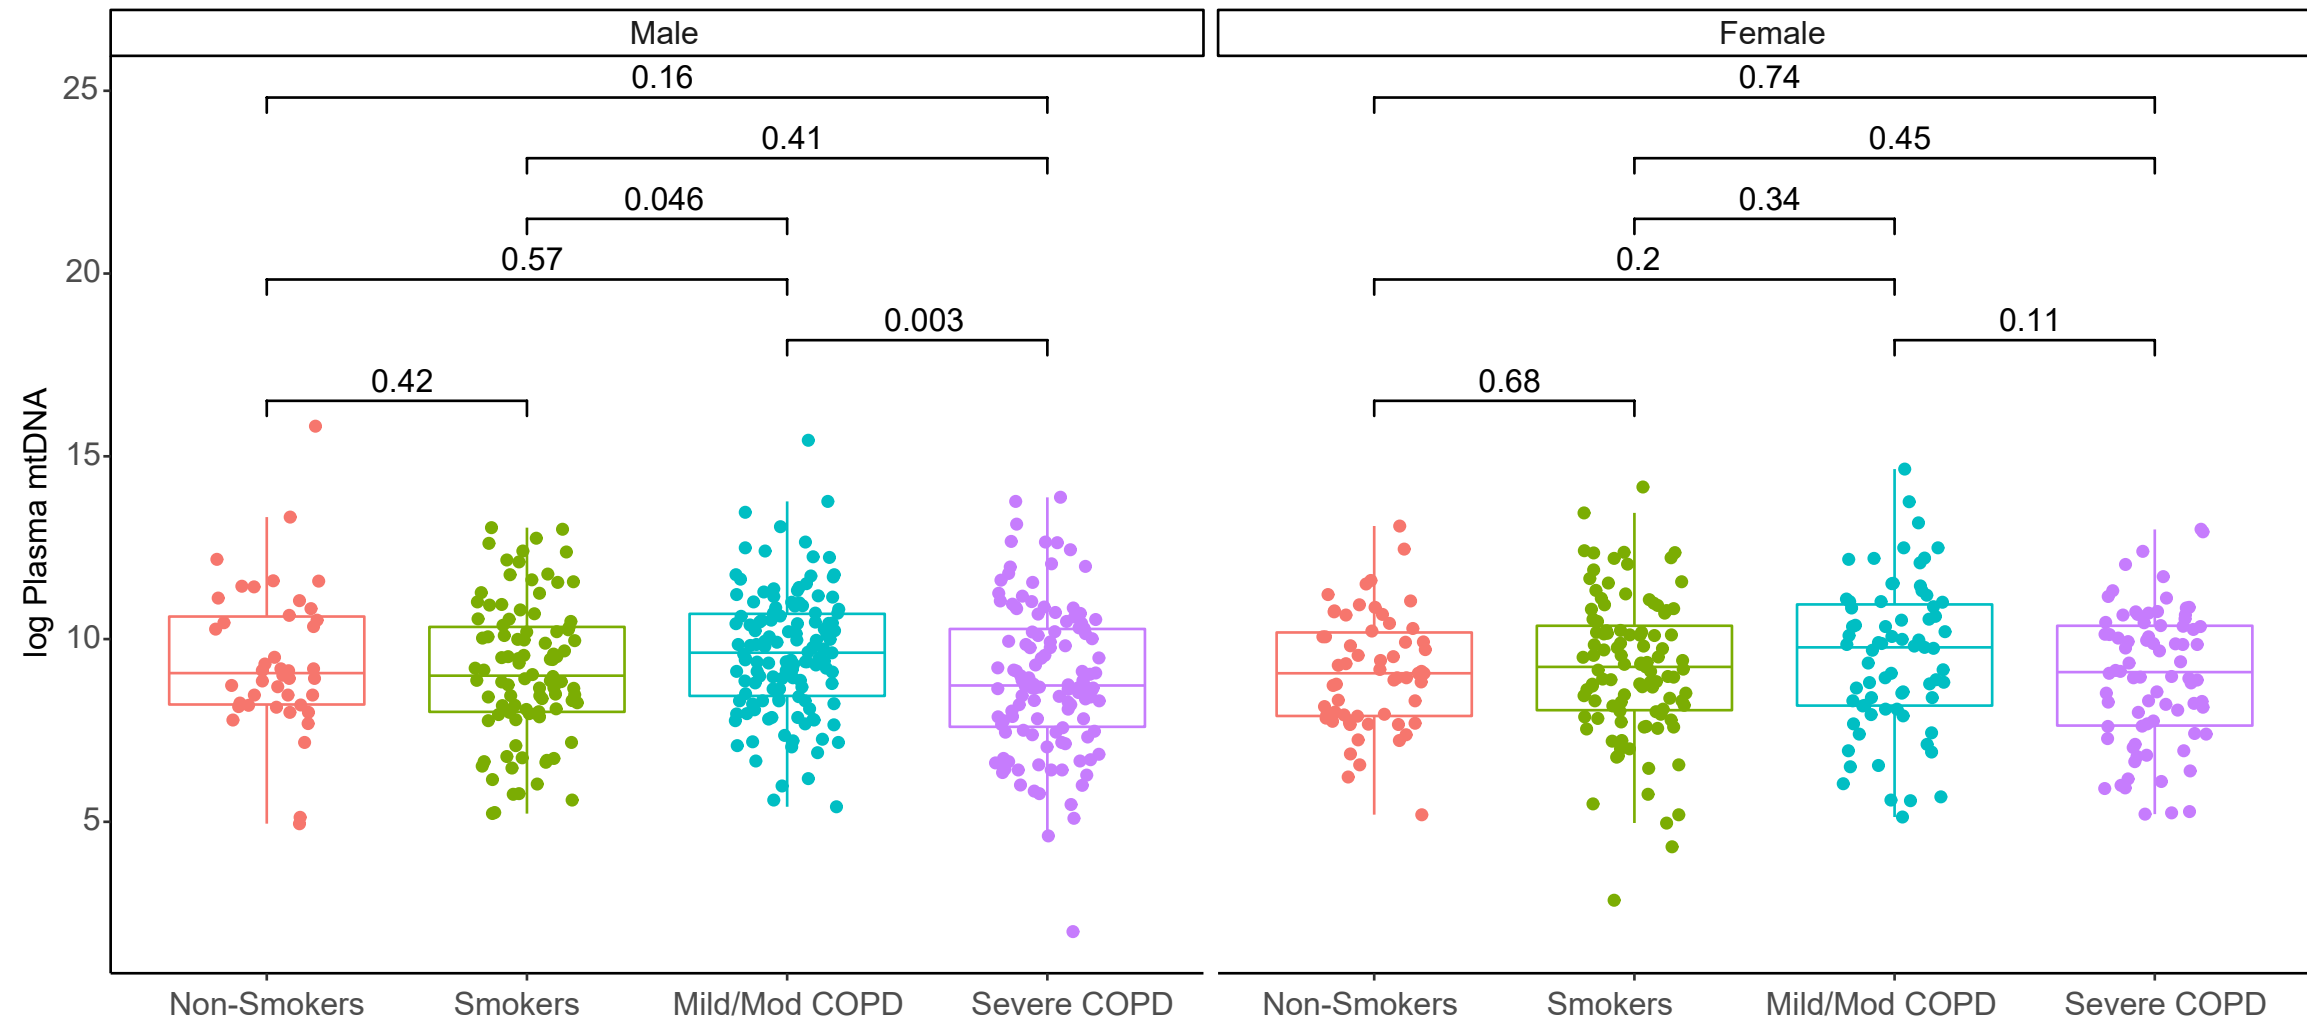 Male
Female
25
0.16
0.74
0.41
0.45
0.046
0.34
20
0.57
0.2
0.003
0.11
0.42
0.68
15
log Plasma mtDNA
10
5
Non-Smokers
Smokers
Mild/Mod COPD
Severe COPD
Non-Smokers
Smokers
Mild/Mod COPD
Severe COPD